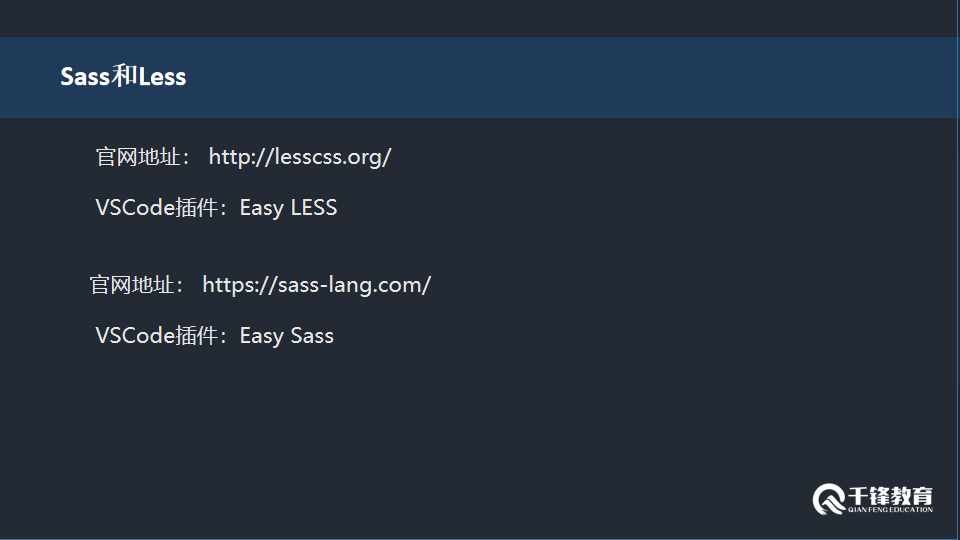 Sass和Less
官网地址： http://lesscss.org/
VSCode插件：Easy LESS
官网地址： https://sass-lang.com/
VSCode插件：Easy Sass
千锋教育
QIAN FENG EDUCATION